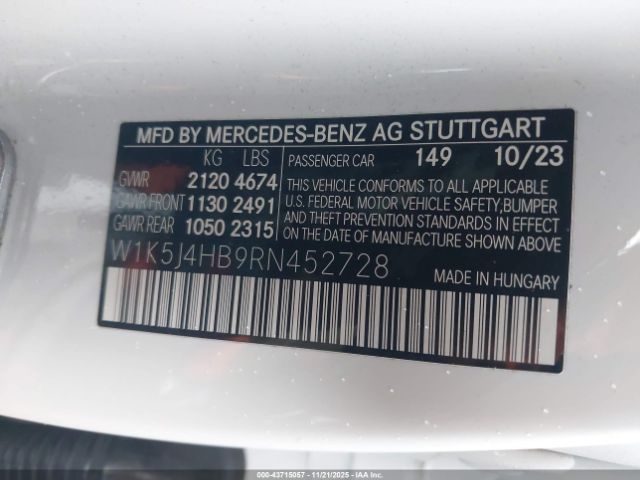 MFD BY MERCEDES-BENZ AG STUTTGART
KG LBS
GVWR 2120 4674
GAWR FRONT 1130 2491
GAWR REAR 1050 2315
PASSENGER CAR 149 10/23
THIS VEHICLE CONFORMS TO ALL APPLICABLE
U.S. FEDERAL MOTOR VEHICLE SAFETY,BUMPER
AND THEFT PREVENTION STANDARDS IN EFFECT
ON THE DATE OF MANUFACTURE SHOWN ABOVE
W1K5J4HB9RN452728
MADE IN HUNGARY
000-43715057 - 11/21/2025 - IAAI.COM